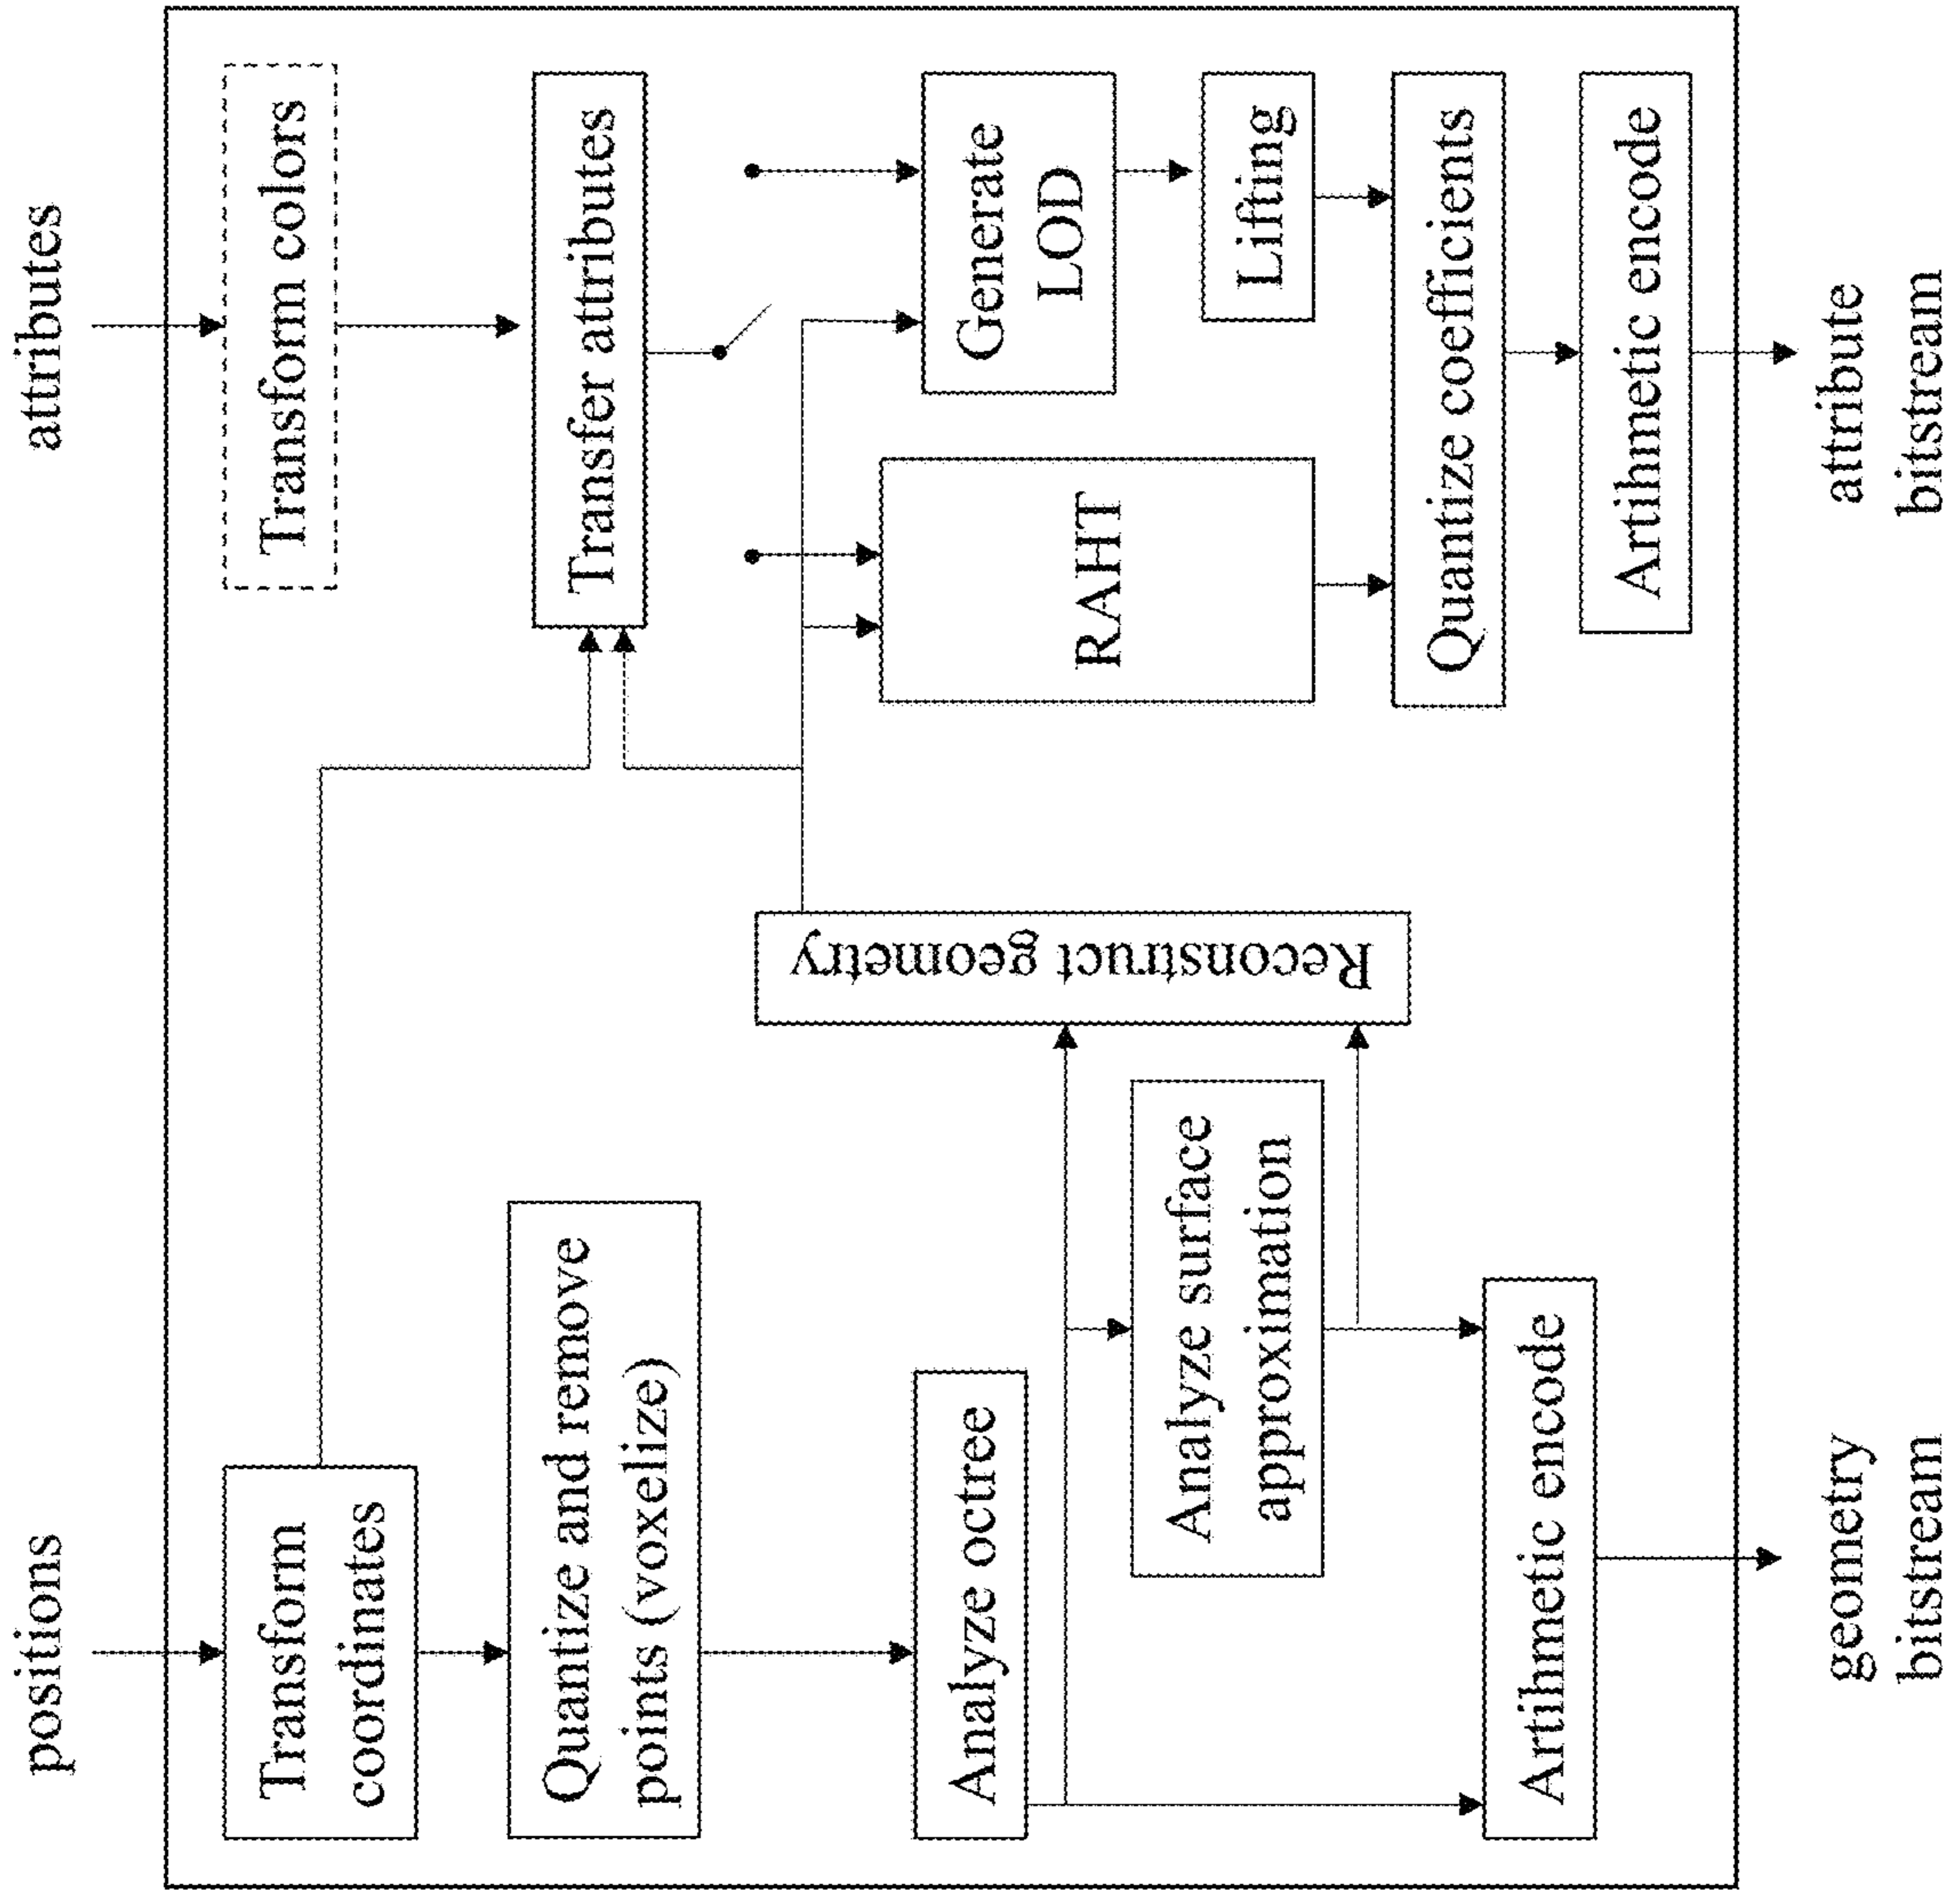 positions
attributes
Transform
coordinates
Transform colors
Quantize and remove
points (voxelize)
Transfer attributes
Analyze octree
Analyze surface
approximation
Reconstruct geometry
RAHT
Generate
LOD
Lifting
Quantize coefficients
Artihmetic encode
Artihmetic encode
geometry
bitstream
attribute
bitstream